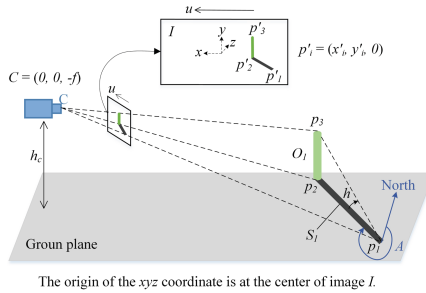 u
I
y
p'3
x
z
p'2
p'1
p'i = (x'i, y'i, 0)
C = (0, 0, -f)
C
u
hc
p3
O1
p2
h
North
S1
p1
A
Groun plane
The origin of the xyz coordinate is at the center of image I.